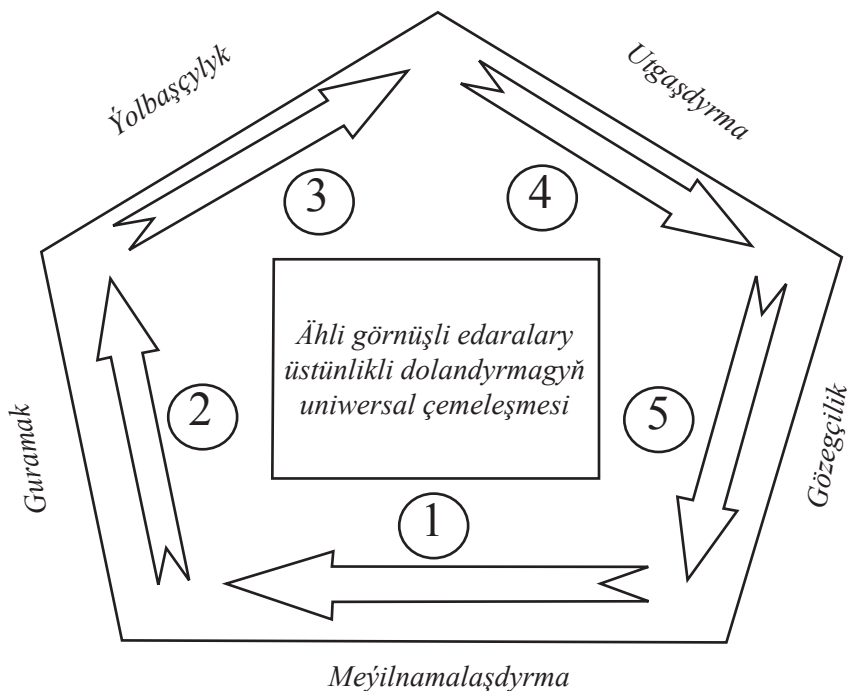 Ýolbaşçylyk
Utgaşdyrma
3
4
Ähli görnüşli edaralary
üstünlikli dolandyrmagyň
uniwersal çemeleşmesi
2
5
Guramak
Gözegçilik
1
Meýilnamalaşdyrma